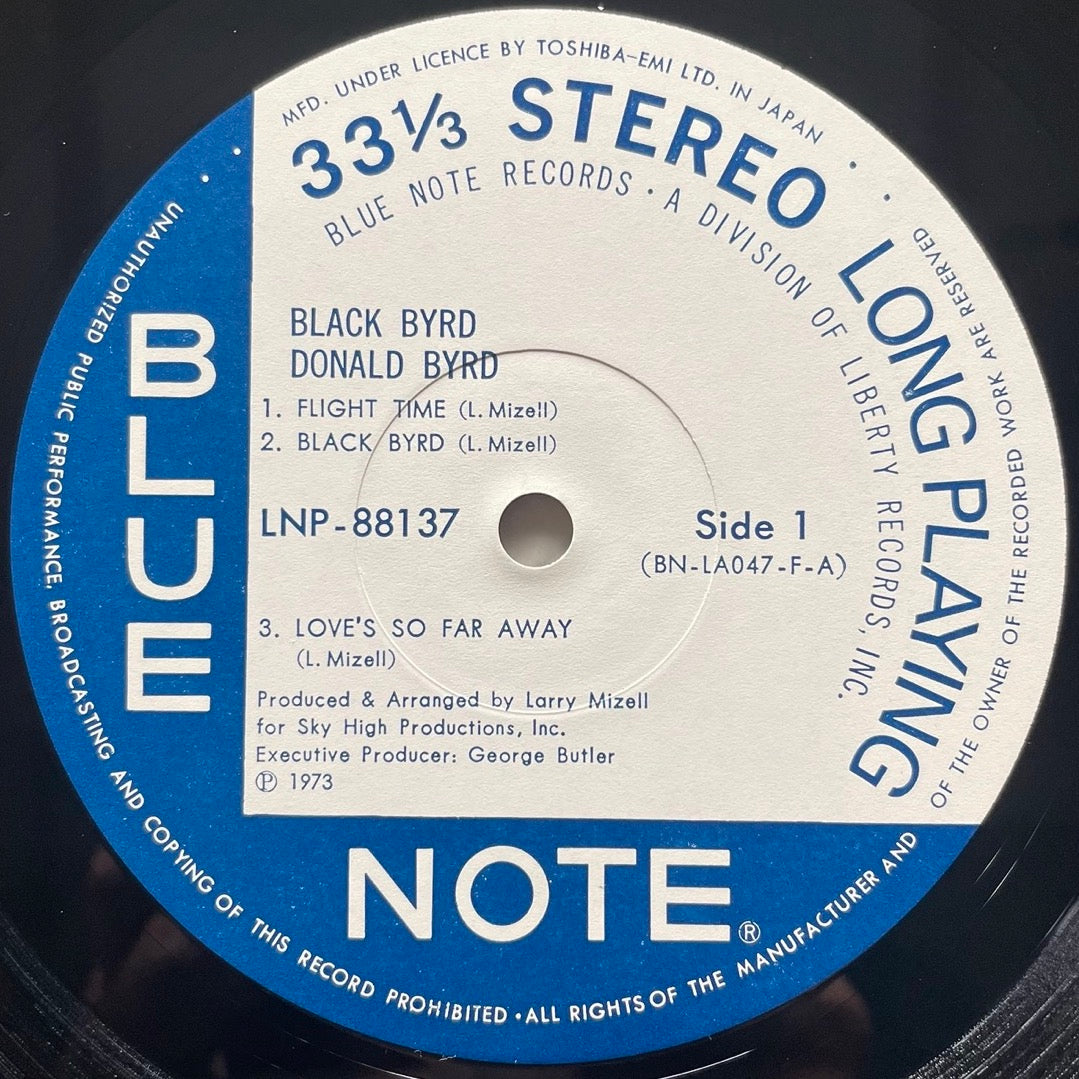 MFD. UNDER LICENCE BY TOSHIBA-EMI LTD. IN JAPAN
33⅓ STEREO LONG PLAYING
BLUE NOTE RECORDS · A DIVISION OF LIBERTY RECORDS, INC.
BLACK BYRD
DONALD BYRD
1. FLIGHT TIME (L. Mizell)
2. BLACK BYRD (L. Mizell)
LNP-88137
Side 1
(BN-LA047-F-A)
3. LOVE'S SO FAR AWAY
(L. Mizell)
Produced & Arranged by Larry Mizell
for Sky High Productions, Inc.
Executive Producer: George Butler
Ⓟ 1973
BLUE
NOTE®
UNAUTHORIZED PUBLIC PERFORMANCE, BROADCASTING AND COPYING OF THIS RECORD PROHIBITED · ALL RIGHTS OF THE MANUFACTURER AND OF THE OWNER OF THE RECORDED WORK ARE RESERVED